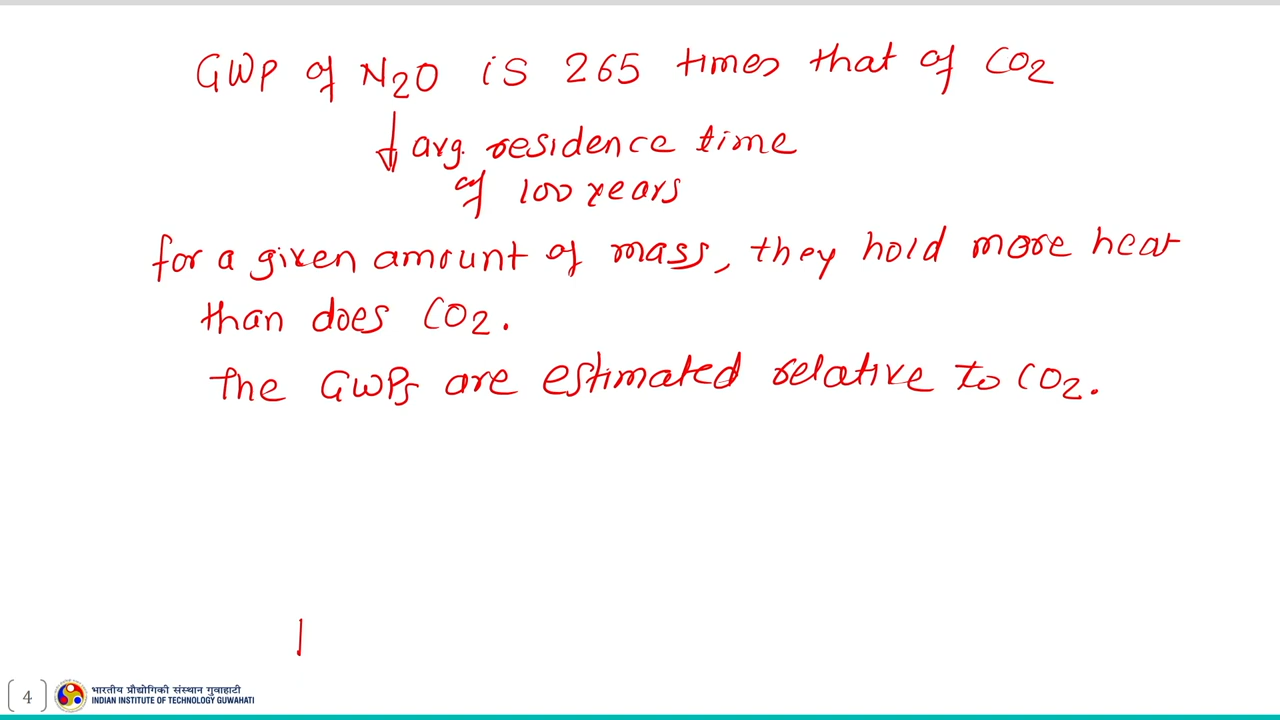 GWP of N2O is 265 times that of CO2
avg. residence time
of 100 years
for a given amount of mass, they hold more heat
than does CO2.
The GWPs are estimated relative to CO2.
4
भारतीय प्रौद्योगिकी संस्थान गुवाहाटी
INDIAN INSTITUTE OF TECHNOLOGY GUWAHATI